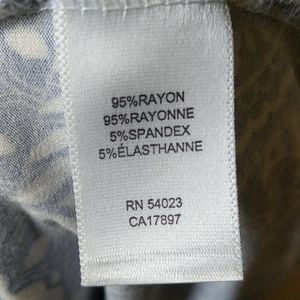 95%RAYON
95%RAYONNE
5%SPANDEX
5%ÉLASTHANNE
RN 54023
CA17897